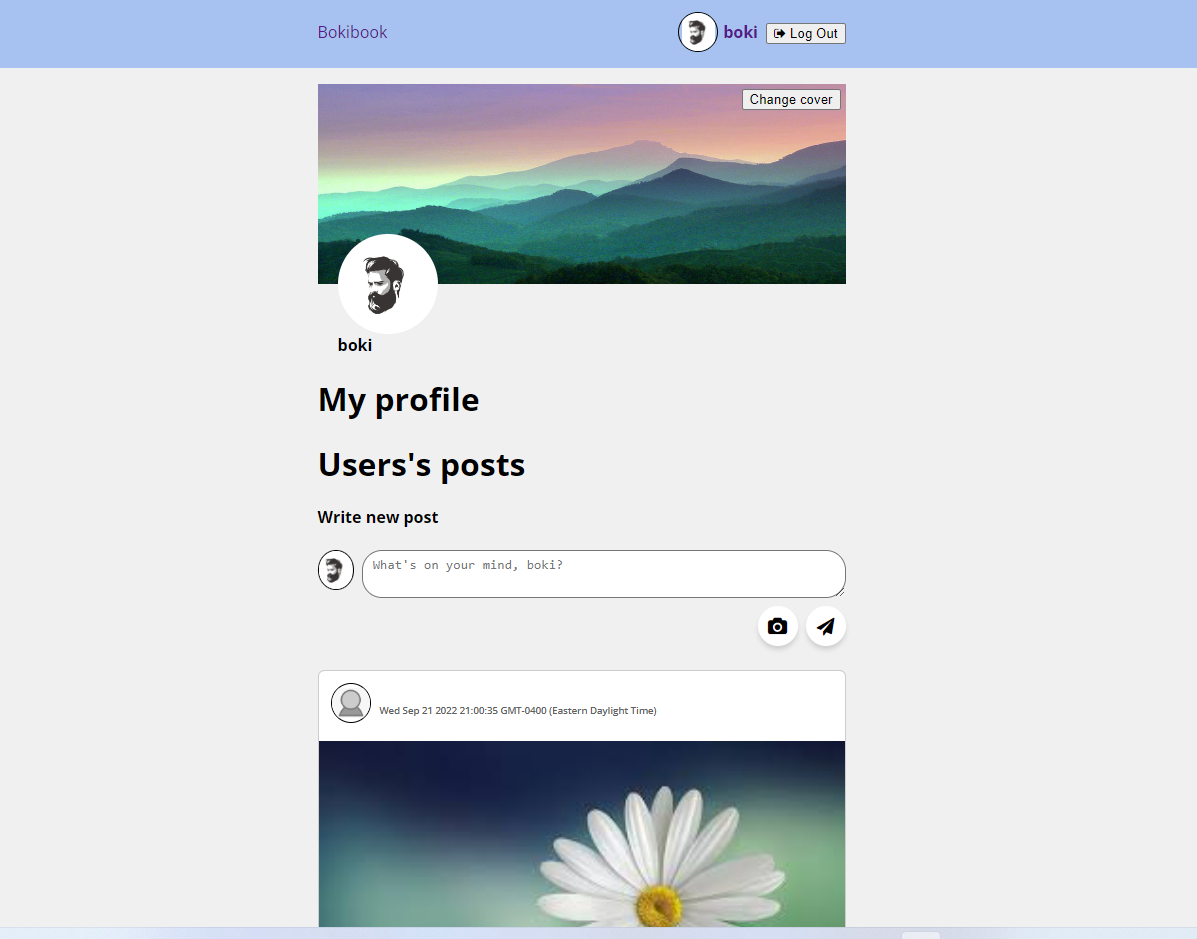 Bokibook
boki
Log Out
Change cover
boki
My profile
Users's posts
Write new post
What's on your mind, boki?
Wed Sep 21 2022 21:00:35 GMT-0400 (Eastern Daylight Time)